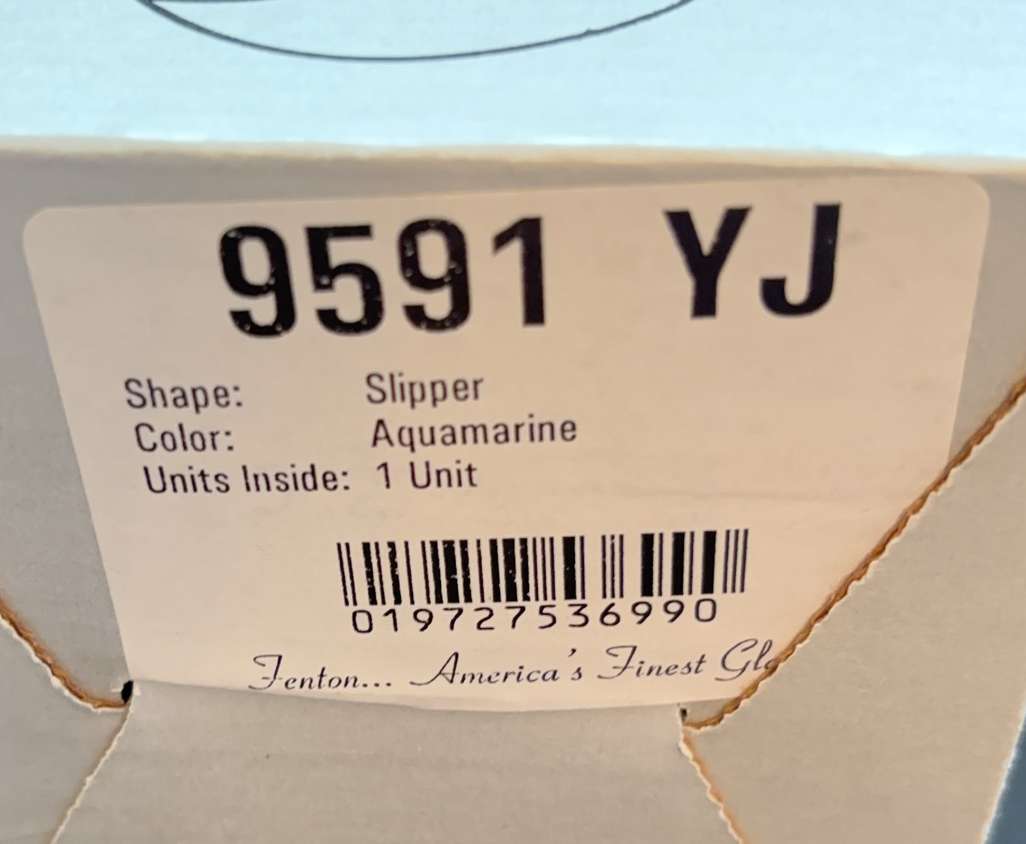 9591 YJ
Shape: Slipper
Color: Aquamarine
Units Inside: 1 Unit
019727536990
Fenton... America's Finest